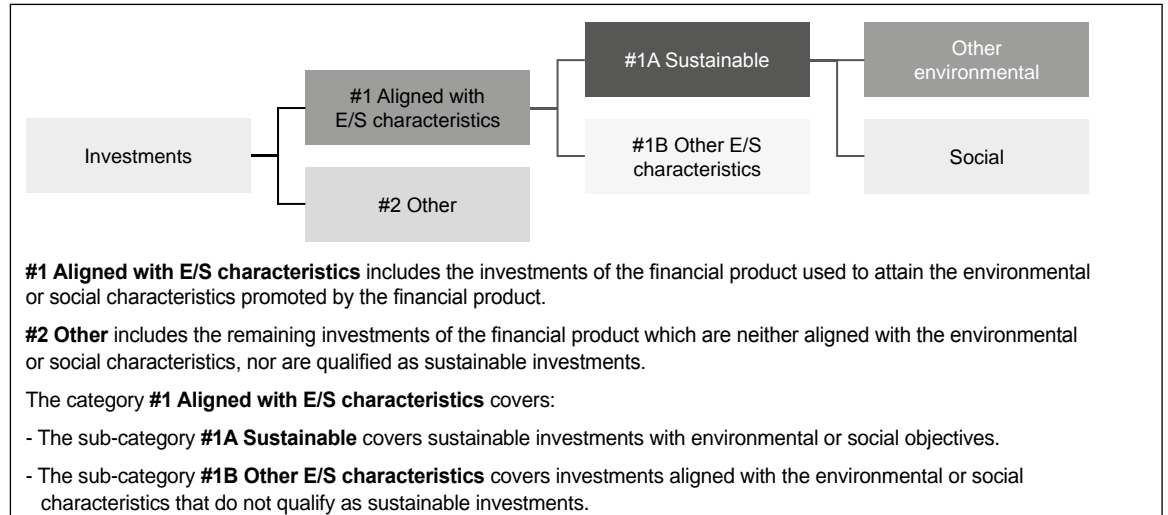 Investments
#1 Aligned with
E/S characteristics
#2 Other
#1A Sustainable
#1B Other E/S
characteristics
Other
environmental
Social
#1 Aligned with E/S characteristics includes the investments of the financial product used to attain the environmental
or social characteristics promoted by the financial product.
#2 Other includes the remaining investments of the financial product which are neither aligned with the environmental
or social characteristics, nor are qualified as sustainable investments.
The category #1 Aligned with E/S characteristics covers:
- The sub-category #1A Sustainable covers sustainable investments with environmental or social objectives.
- The sub-category #1B Other E/S characteristics covers investments aligned with the environmental or social
characteristics that do not qualify as sustainable investments.